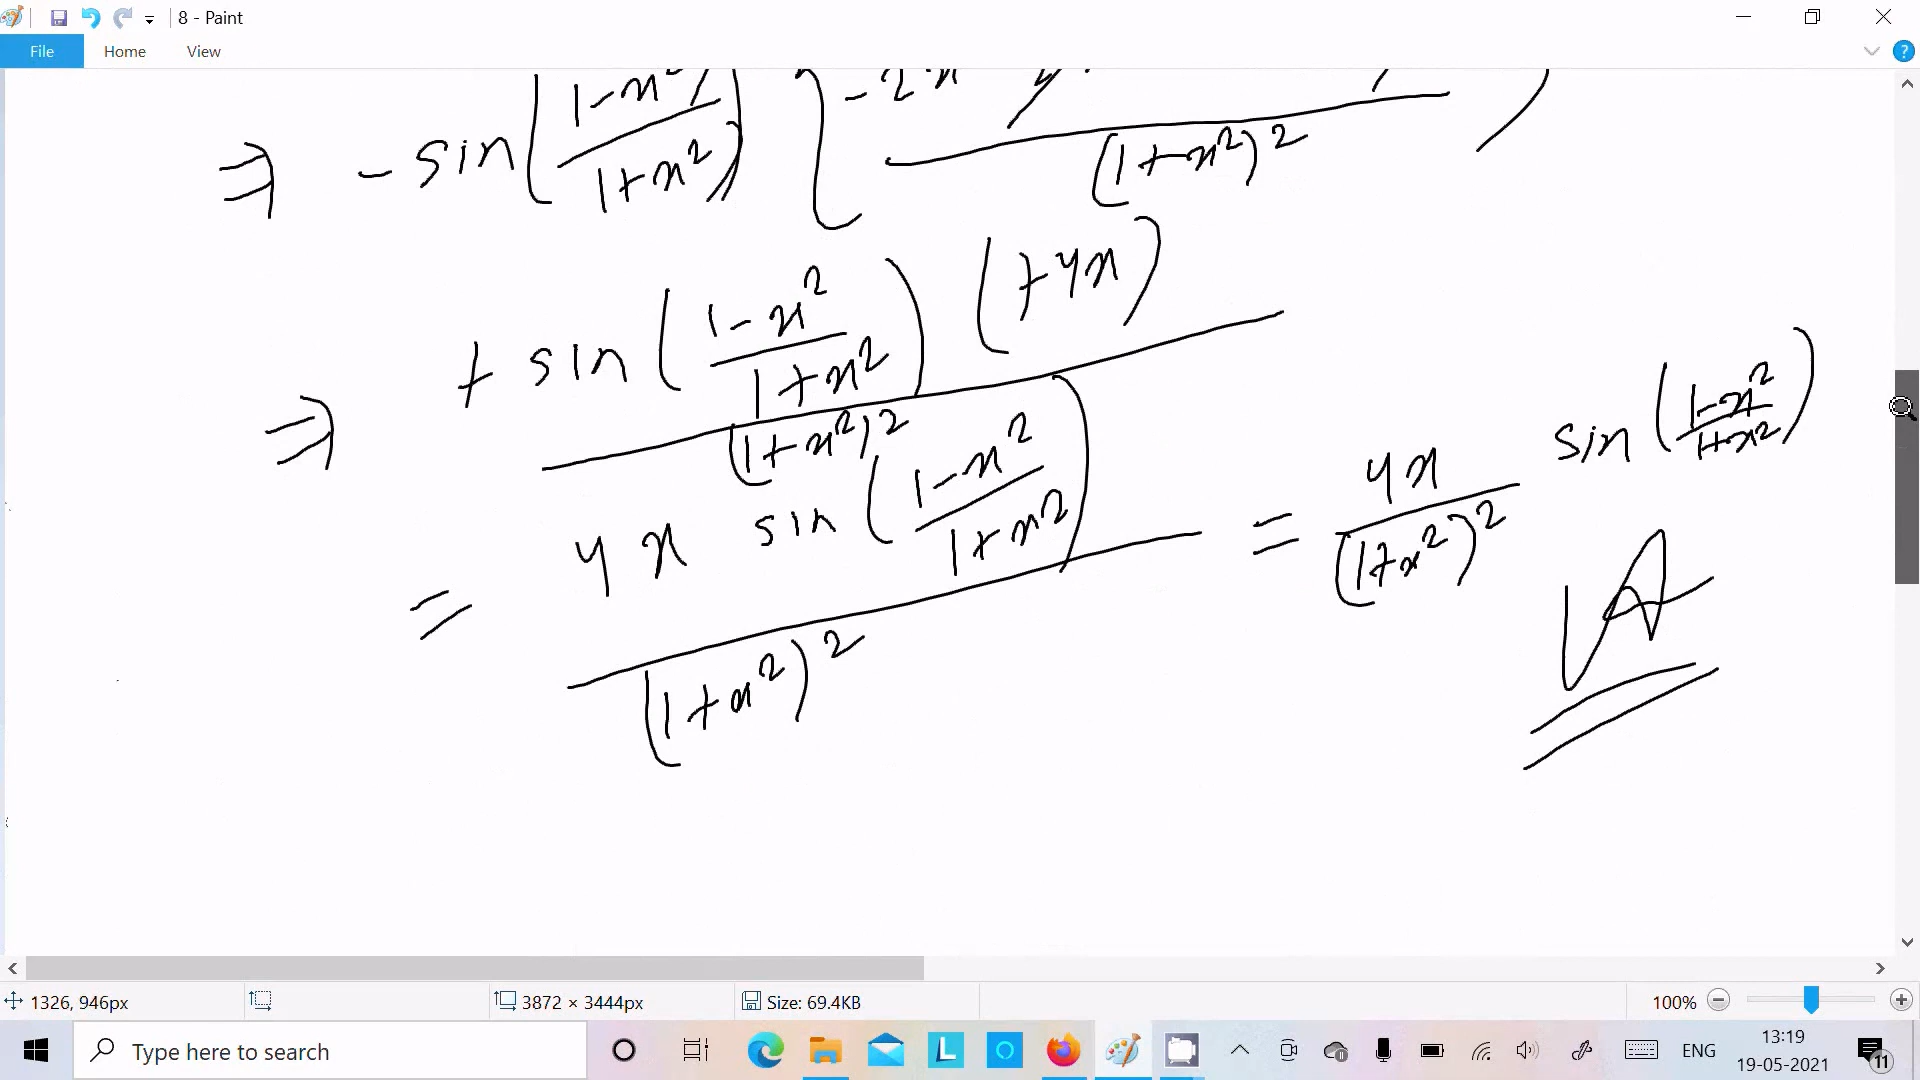 8 - Paint
File Home View
⇒ - sin(1-x²/1+x²) [-2x
(1+x²)²
⇒ + sin(1-x²/1+x²) (+4x)
(1+x²)²
= 4x sin(1-x²/1+x²) = 4x/(1+x²)² sin(1-x²/1+x²)
(1+x²)²
1326, 946px 3872 × 3444px Size: 69.4KB 100%
Type here to search ENG 13:19
19-05-2021 11